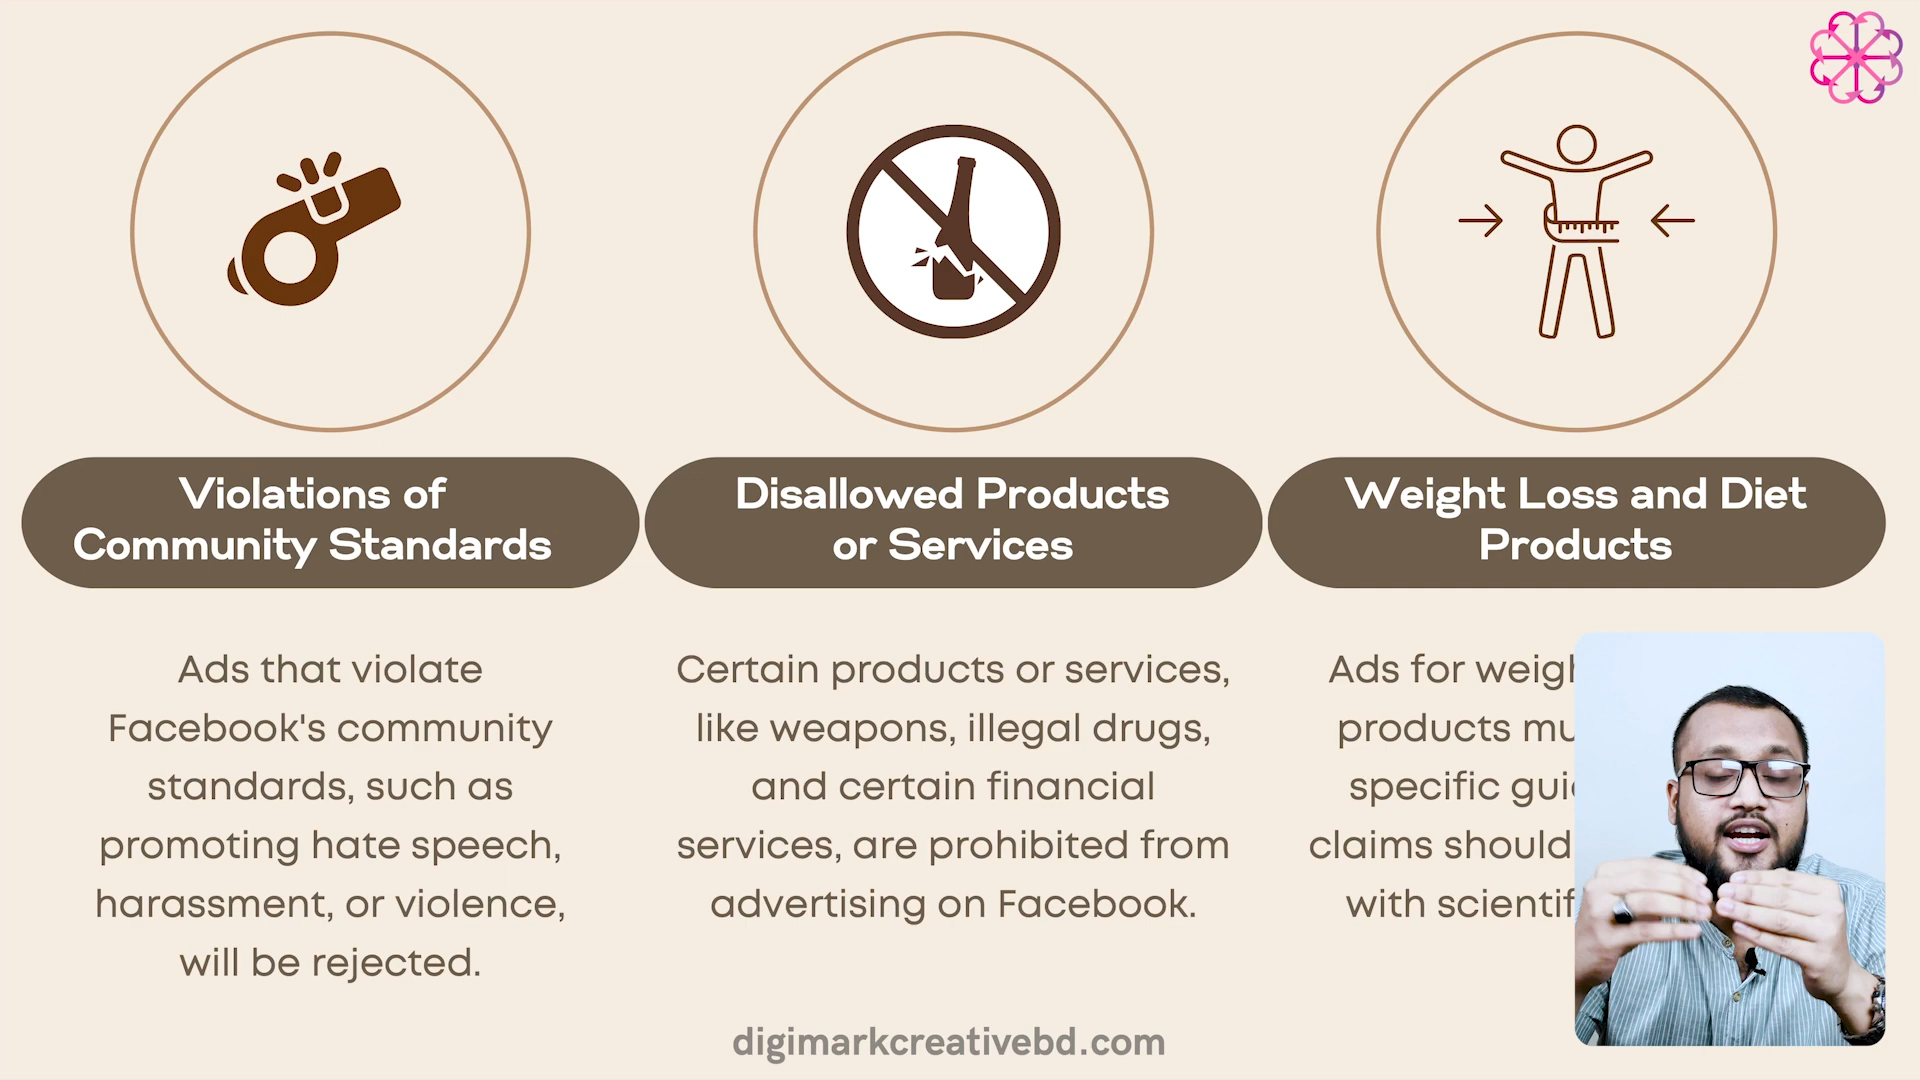 Violations of
Community Standards
Ads that violate
Facebook's community
standards, such as
promoting hate speech,
harassment, or violence,
will be rejected.
Disallowed Products
or Services
Certain products or services,
like weapons, illegal drugs,
and certain financial
services, are prohibited from
advertising on Facebook.
Weight Loss and Diet
Products
Ads for
products
specific
claims should
with
digimarkcreativebd.com